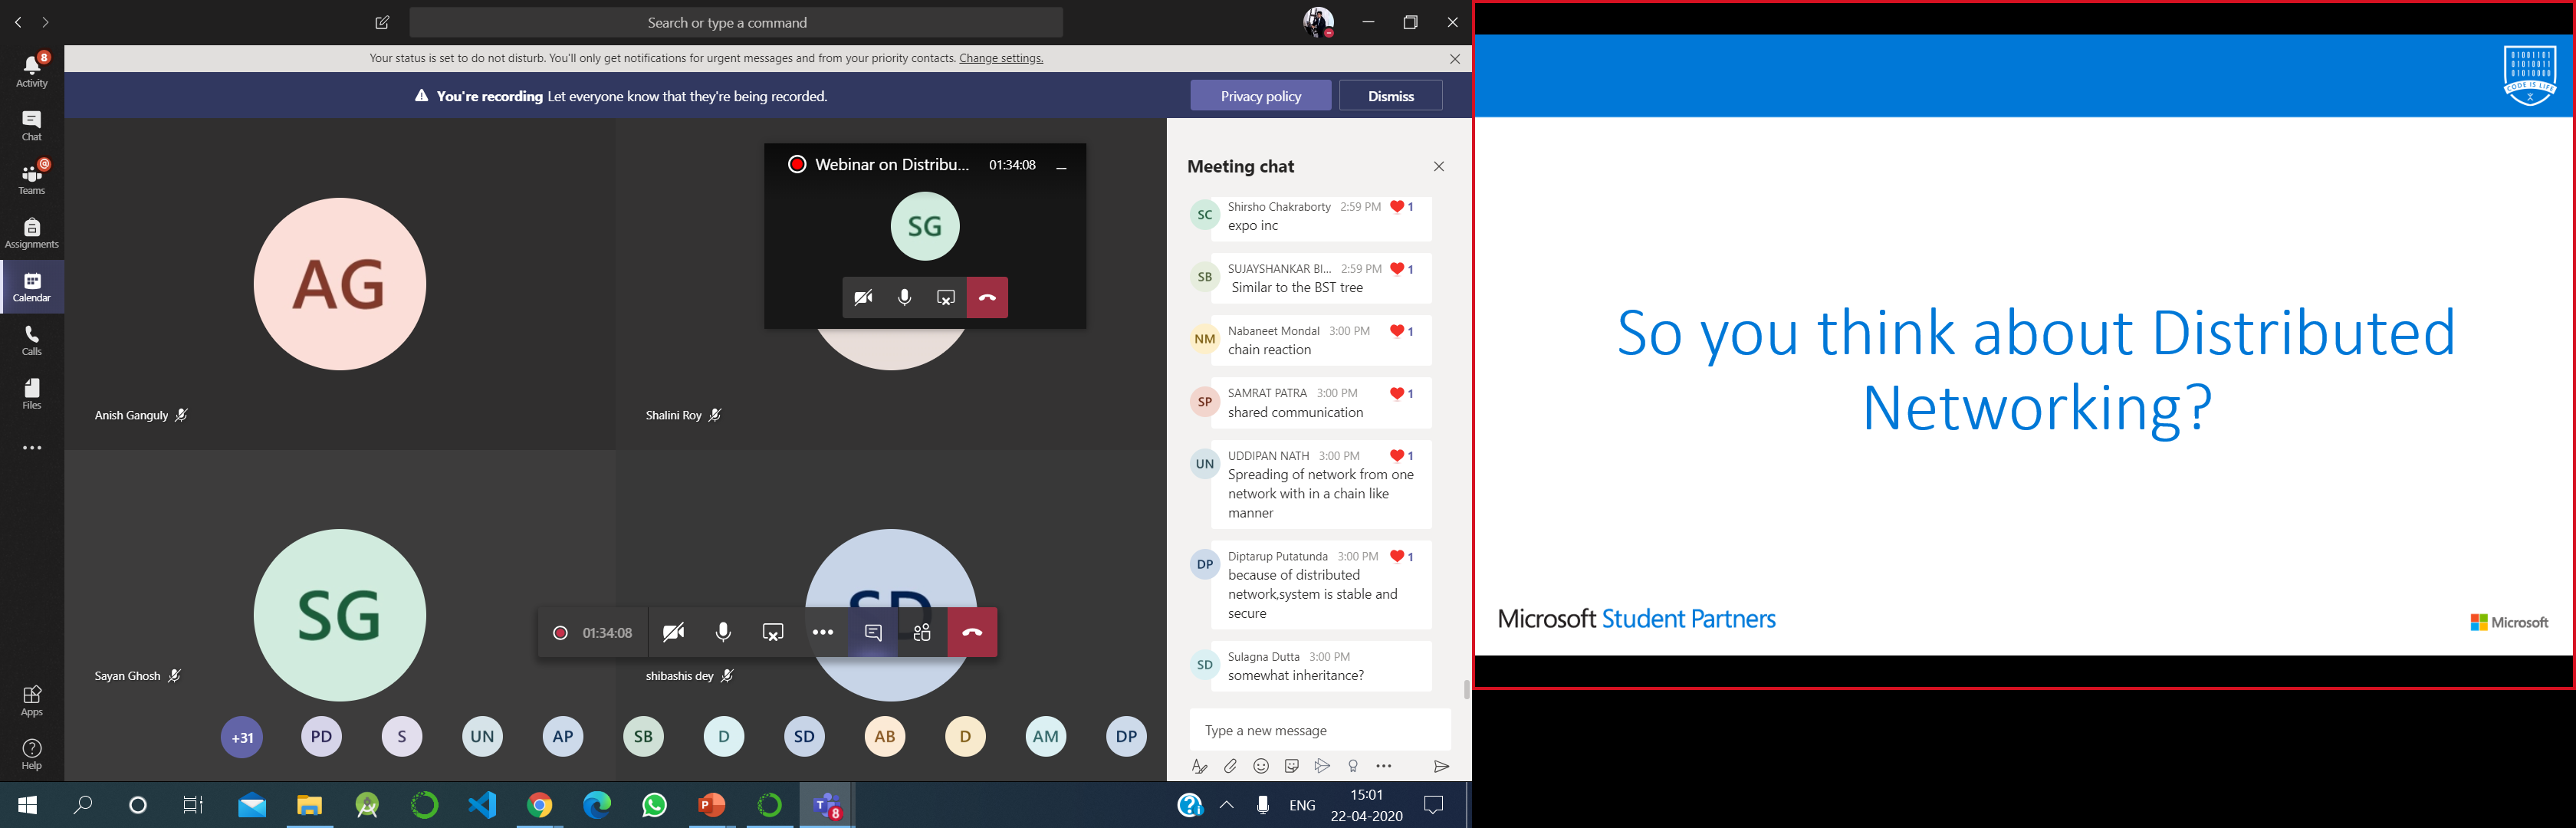 Search or type a command
Your status is set to do not disturb. You'll only get notifications for urgent messages and from your priority contacts. Change settings.
You're recording Let everyone know that they're being recorded.
Privacy policy
Dismiss
8
Activity
Chat
@
Teams
Assignments
Calendar
Calls
Files
Apps
Help
AG
Anish Ganguly
Webinar on Distribu... 01:34:08
SG
Shalini Roy
SG
Sayan Ghosh
SD
shibashis dey
01:34:08
+31 PD S UN AP SB D SD AB D AM DP
Meeting chat
SC
Shirsho Chakraborty 2:59 PM 1
expo inc
SB
SUJAYSHANKAR BI... 2:59 PM 1
Similar to the BST tree
NM
Nabaneet Mondal 3:00 PM 1
chain reaction
SP
SAMRAT PATRA 3:00 PM 1
shared communication
UN
UDDIPAN NATH 3:00 PM 1
Spreading of network from one
network with in a chain like
manner
DP
Diptarup Putatunda 3:00 PM 1
because of distributed
network,system is stable and
secure
SD
Sulagna Dutta 3:00 PM
somewhat inheritance?
Type a new message
01001101
01010011
01010000
CODE IS LIFE
So you think about Distributed
Networking?
Microsoft Student Partners
Microsoft
8
ENG
15:01
22-04-2020